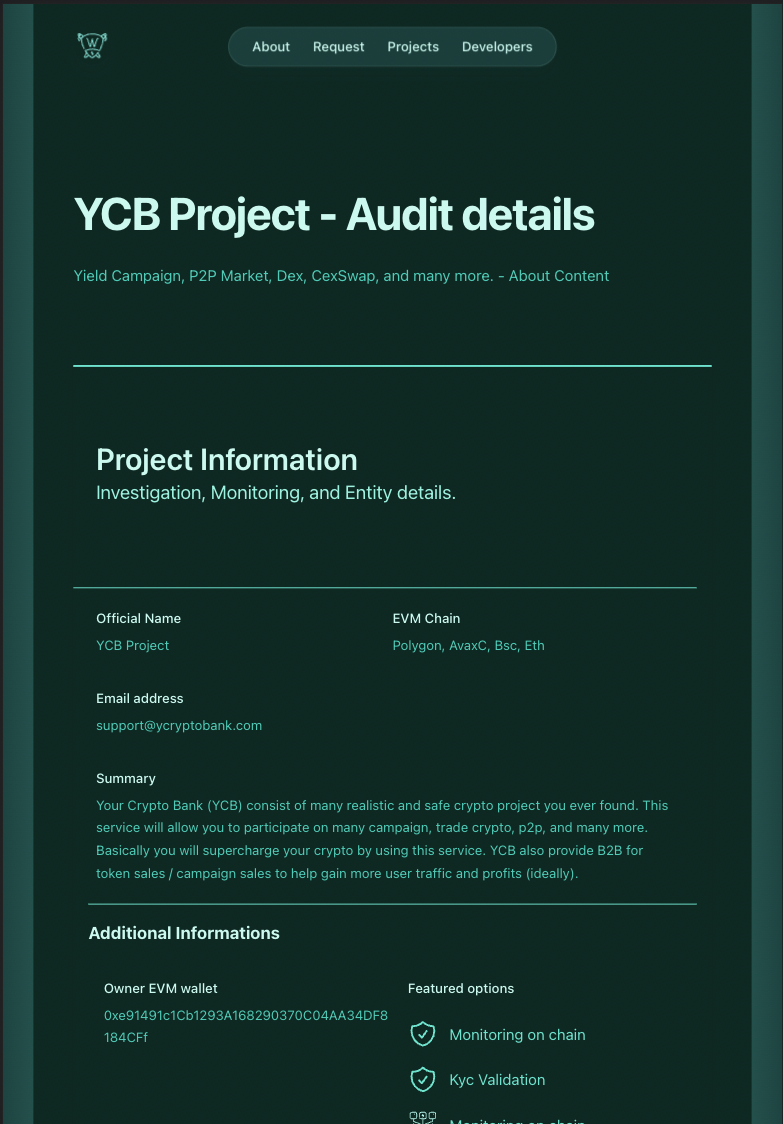 W
About Request Projects Developers
YCB Project - Audit details
Yield Campaign, P2P Market, Dex, CexSwap, and many more. - About Content
Project Information
Investigation, Monitoring, and Entity details.
Official Name EVM Chain
YCB Project Polygon, AvaxC, Bsc, Eth
Email address
support@ycryptobank.com
Summary
Your Crypto Bank (YCB) consist of many realistic and safe crypto project you ever found. This
service will allow you to participate on many campaign, trade crypto, p2p, and many more.
Basically you will supercharge your crypto by using this service. YCB also provide B2B for
token sales / campaign sales to help gain more user traffic and profits (ideally).
Additional Informations
Owner EVM wallet Featured options
0xe91491c1Cb1293A168290370C04AA34DF8
184CFf
Monitoring on chain
Kyc Validation
Monitoring on chain